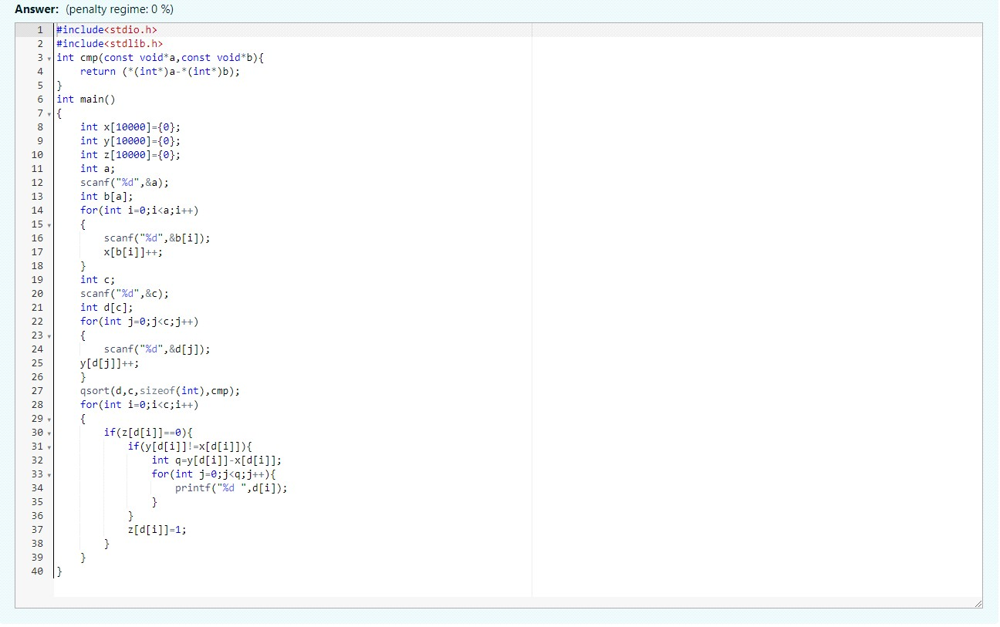 Answer: (penalty regime: 0 %)
1 #include<stdio.h>
2 #include<stdlib.h>
3 int cmp(const void*a,const void*b){
4     return (*(int*)a-*(int*)b);
5 }
6 int main()
7 {
8     int x[10000]={0};
9     int y[10000]={0};
10     int z[10000]={0};
11     int a;
12     scanf("%d",&a);
13     int b[a];
14     for(int i=0;i<a;i++)
15     {
16         scanf("%d",&b[i]);
17         x[b[i]]++;
18     }
19     int c;
20     scanf("%d",&c);
21     int d[c];
22     for(int j=0;j<c;j++)
23     {
24         scanf("%d",&d[j]);
25     y[d[j]]++;
26     }
27     qsort(d,c,sizeof(int),cmp);
28     for(int i=0;i<c;i++)
29     {
30         if(z[d[i]]==0){
31             if(y[d[i]]!=x[d[i]]){
32                 int q=y[d[i]]-x[d[i]];
33                 for(int j=0;j<q;j++){
34                     printf("%d ",d[i]);
35                 }
36             }
37             z[d[i]]=1;
38         }
39     }
40 }